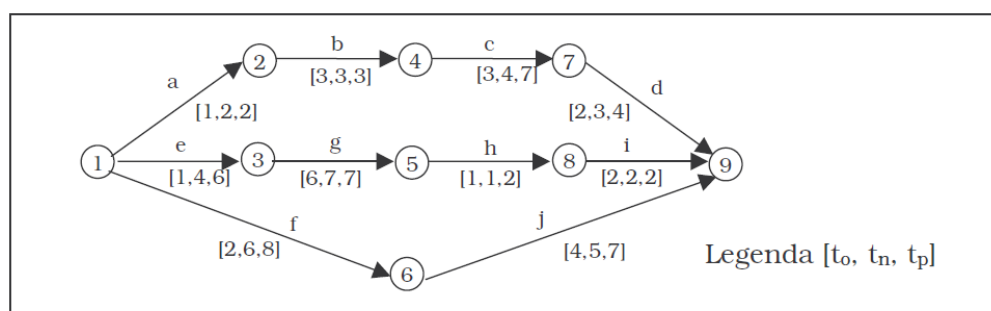 b c
2 4 7
a [3,3,3] [3,4,7] d
[1,2,2] [2,3,4]
e g h i
1 3 5 8 9
[1,4,6] [6,7,7] [1,1,2] [2,2,2]
f j
[2,6,8] [4,5,7] Legenda [tₒ, tₙ, tₚ]
6